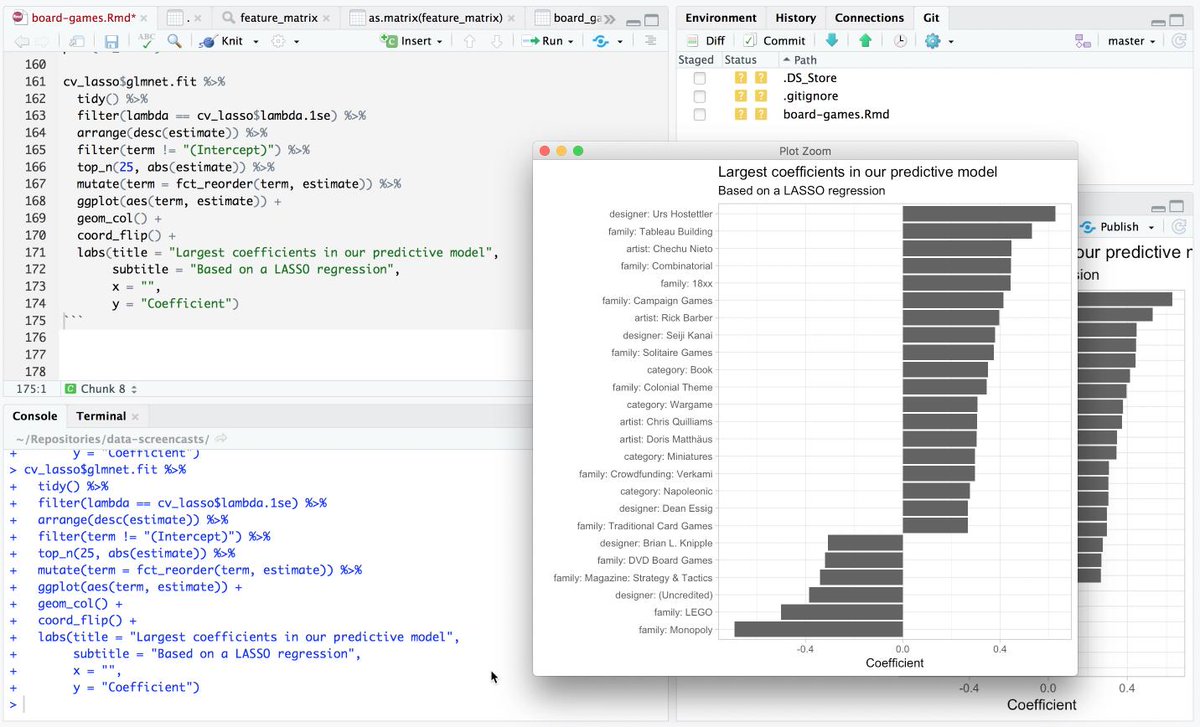 board-games.Rmd*
.
feature_matrix
as.matrix(feature_matrix)
board_ga
Knit
Insert
Run
160
161 cv_lasso$glmnet.fit %>%
162 tidy() %>%
163 filter(lambda == cv_lasso$lambda.1se) %>%
164 arrange(desc(estimate)) %>%
165 filter(term != "(Intercept)") %>%
166 top_n(25, abs(estimate)) %>%
167 mutate(term = fct_reorder(term, estimate)) %>%
168 ggplot(aes(term, estimate)) +
169 geom_col() +
170 coord_flip() +
171 labs(title = "Largest coefficients in our predictive model",
172 subtitle = "Based on a LASSO regression",
173 x = "",
174 y = "Coefficient")
175 ```
176
177
178
175:1 Chunk 8
Console Terminal
~/Repositories/data-screencasts/
+ y = "Coefficient")
> cv_lasso$glmnet.fit %>%
+ tidy() %>%
+ filter(lambda == cv_lasso$lambda.1se) %>%
+ arrange(desc(estimate)) %>%
+ filter(term != "(Intercept)") %>%
+ top_n(25, abs(estimate)) %>%
+ mutate(term = fct_reorder(term, estimate)) %>%
+ ggplot(aes(term, estimate)) +
+ geom_col() +
+ coord_flip() +
+ labs(title = "Largest coefficients in our predictive model",
+ subtitle = "Based on a LASSO regression",
+ x = "",
+ y = "Coefficient")
>
Environment History Connections Git
Diff Commit master
Staged Status Path
? ? .DS_Store
? ? .gitignore
? ? board-games.Rmd
Plot Zoom
Largest coefficients in our predictive model
Based on a LASSO regression
designer: Urs Hostettler
family: Tableau Building
artist: Chechu Nieto
family: Combinatorial
family: 18xx
family: Campaign Games
artist: Rick Barber
designer: Seiji Kanai
family: Solitaire Games
category: Book
family: Colonial Theme
category: Wargame
artist: Chris Quilliams
artist: Doris Matthäus
category: Miniatures
family: Crowdfunding: Verkami
category: Napoleonic
designer: Dean Essig
family: Traditional Card Games
designer: Brian L. Knipple
family: DVD Board Games
family: Magazine: Strategy & Tactics
designer: (Uncredited)
family: LEGO
family: Monopoly
-0.4 0.0 0.4
Coefficient
Publish
our predictive r
sion
-0.4 0.0 0.4
Coefficient